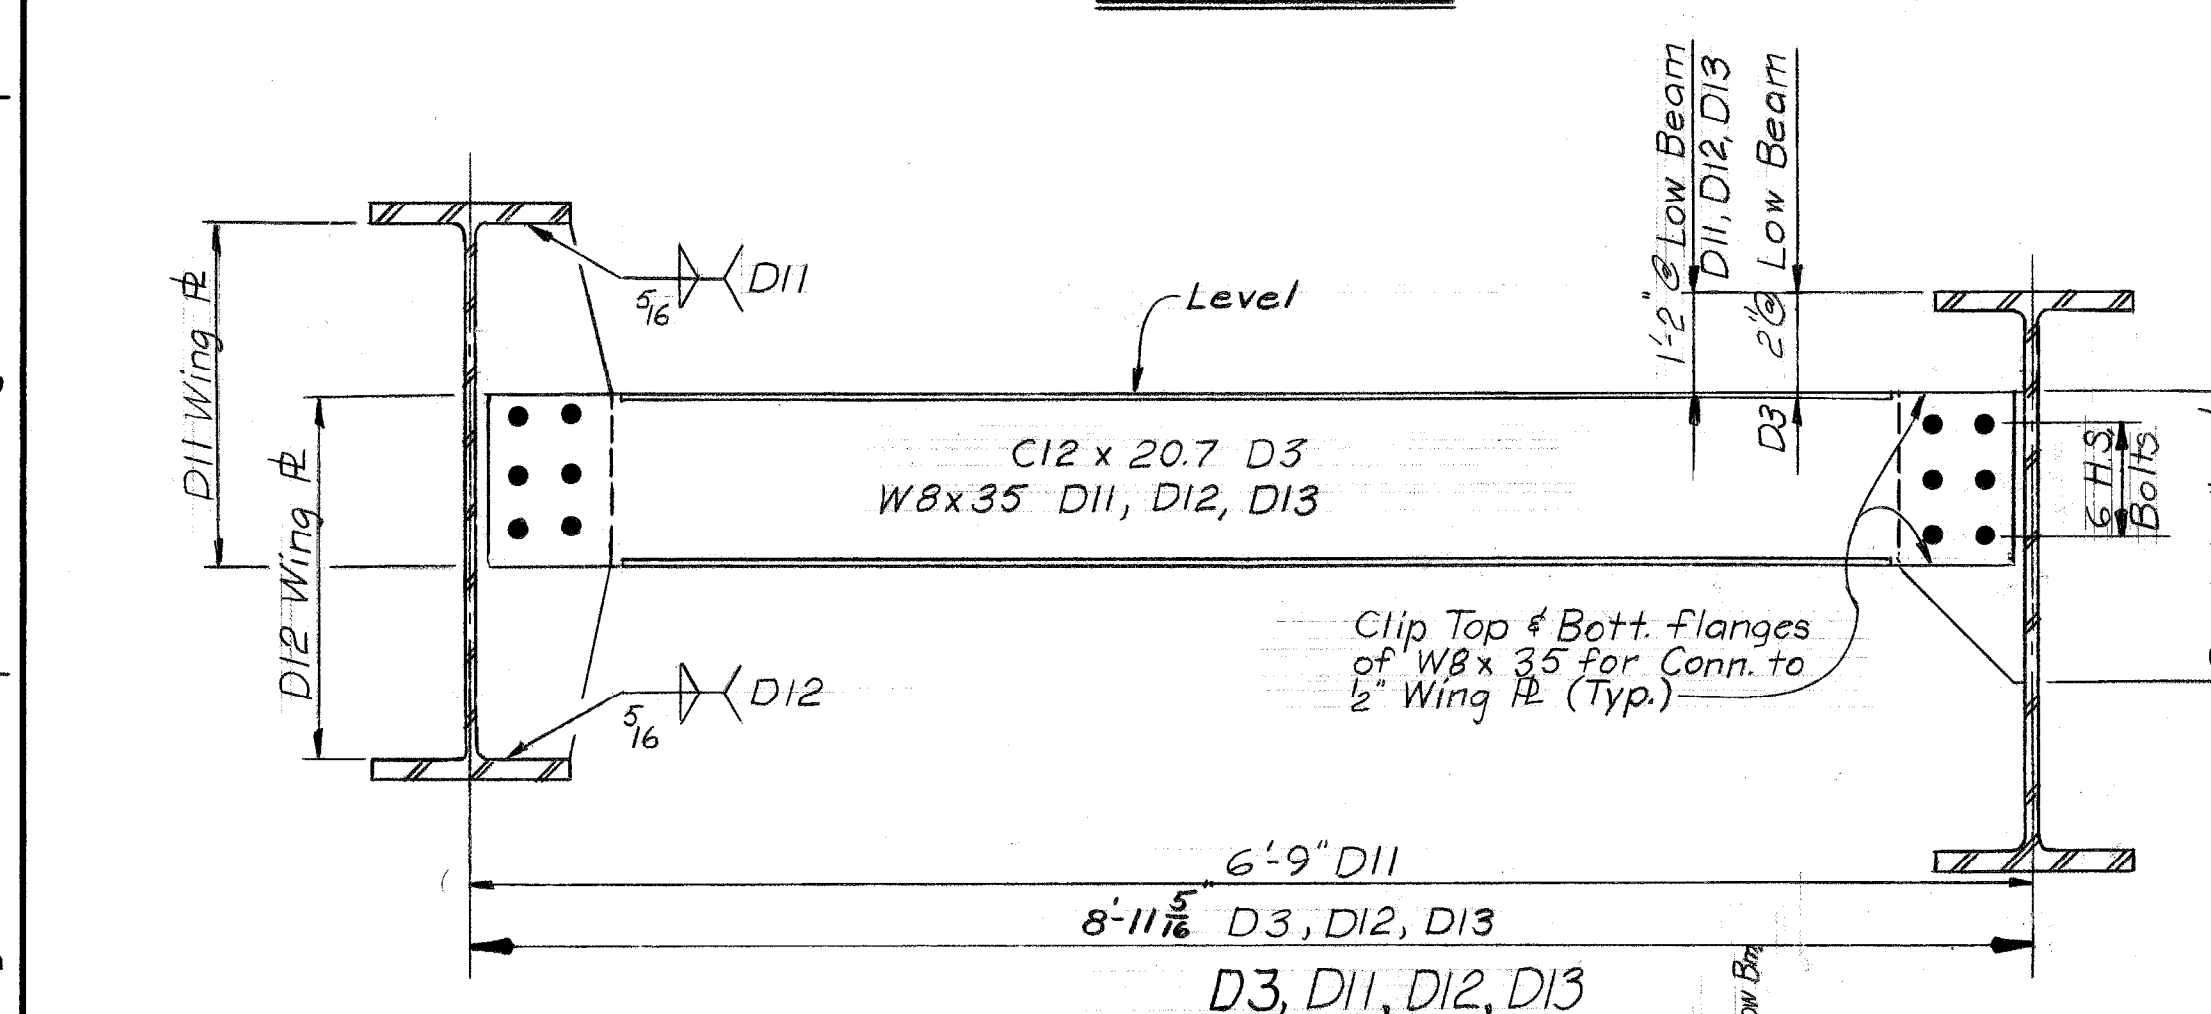 1'-2" @ Low Beam
D11, D12, D13
2" @ Low Beam
D3
D11 Wing ℄
D12 Wing ℄
5/16 D11
Level
C12 x 20.7 D3
W8x35 D11, D12, D13
6 H.S.
Bolts
Clip Top & Bott. flanges
of W8 x 35 for Conn. to
1/2" Wing ℄ (Typ.)
5/16 D12
6'-9" D11
8'-11 5/16" D3, D12, D13
D3, D11, D12, D13
ow Bm